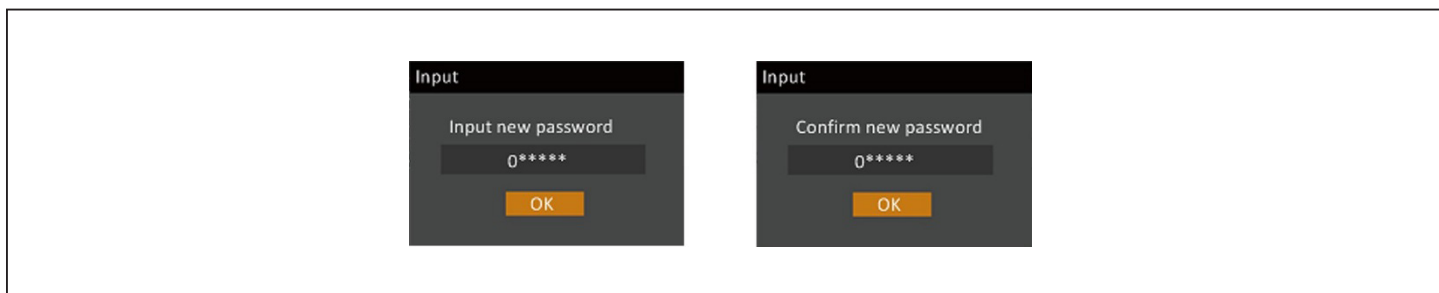 Input
Input new password
0*****
OK
Input
Confirm new password
0*****
OK